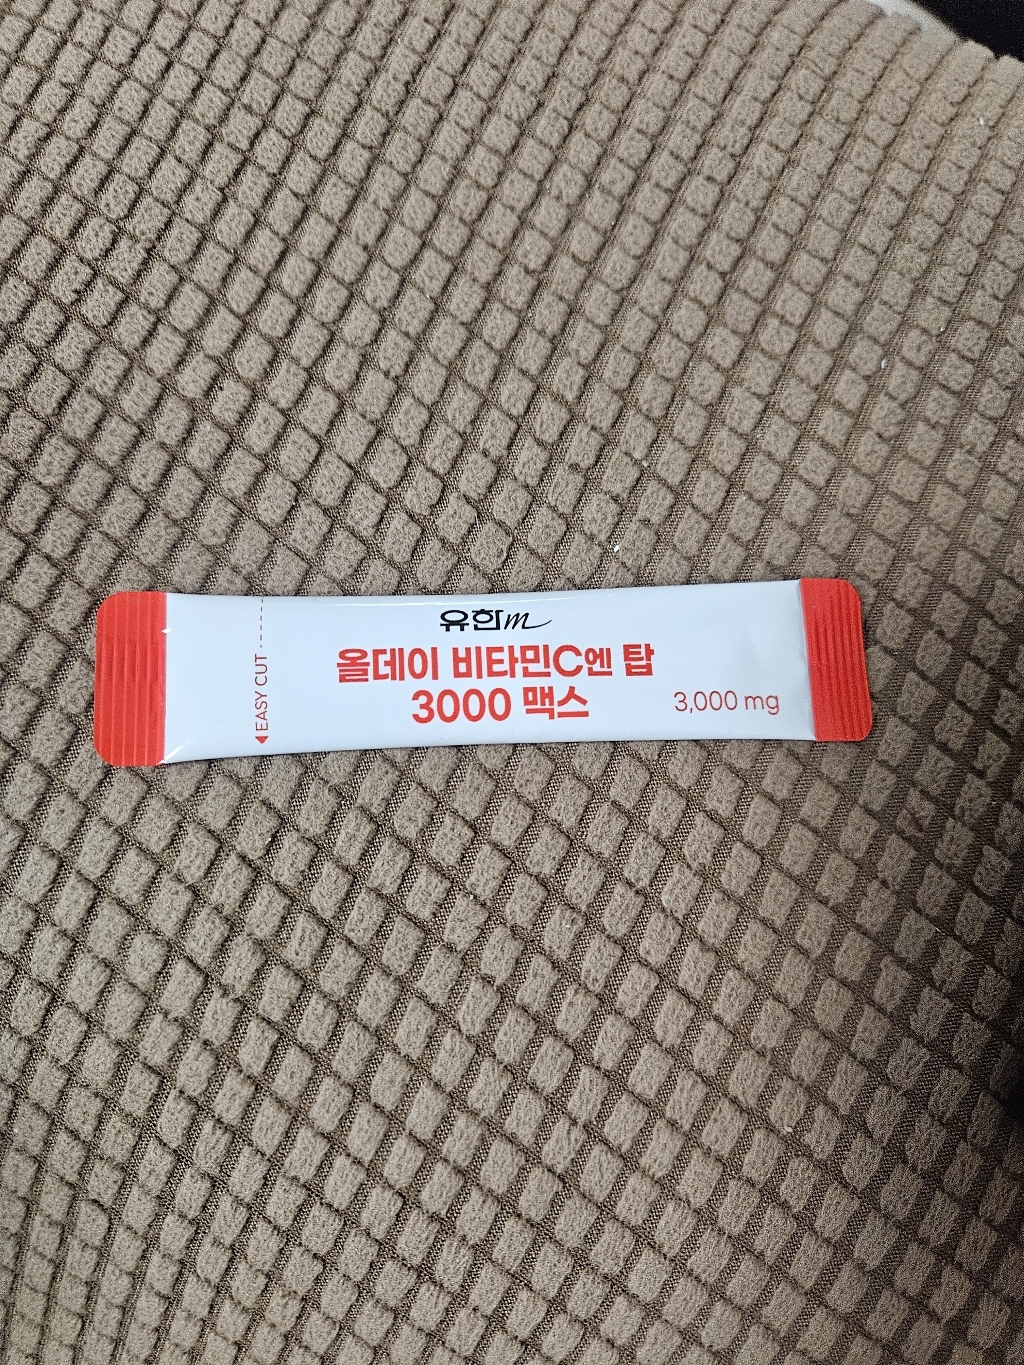 유한m
올데이 비타민C엔 탑
3000 맥스
3,000 mg
◀EASY CUT